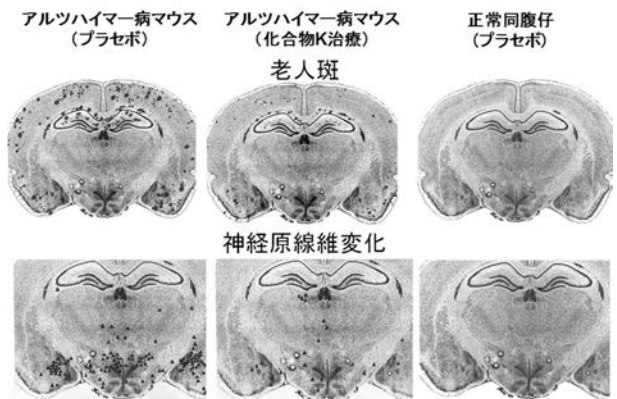 アルツハイマー病マウス
(プラセボ)
アルツハイマー病マウス
(化合物K治療)
正常同腹仔
(プラセボ)
老人斑
神経原線維変化